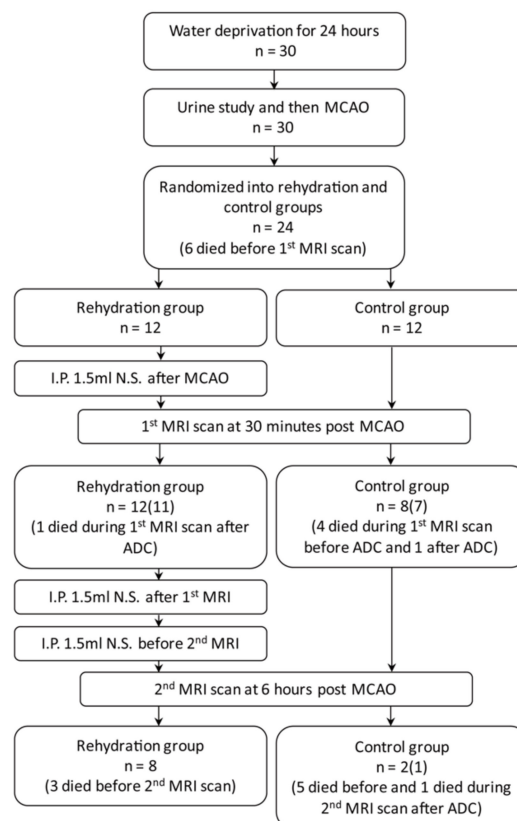 Water deprivation for 24 hours
n = 30
Urine study and then MCAO
n = 30
Randomized into rehydration and
control groups
n = 24
(6 died before 1st MRI scan)
Rehydration group
n = 12
Control group
n = 12
I.P. 1.5ml N.S. after MCAO
1st MRI scan at 30 minutes post MCAO
Rehydration group
n = 12(11)
(1 died during 1st MRI scan after
ADC)
Control group
n = 8(7)
(4 died during 1st MRI scan
before ADC and 1 after ADC)
I.P. 1.5ml N.S. after 1st MRI
I.P. 1.5ml N.S. before 2nd MRI
2nd MRI scan at 6 hours post MCAO
Rehydration group
n = 8
(3 died before 2nd MRI scan)
Control group
n = 2(1)
(5 died before and 1 died during
2nd MRI scan after ADC)